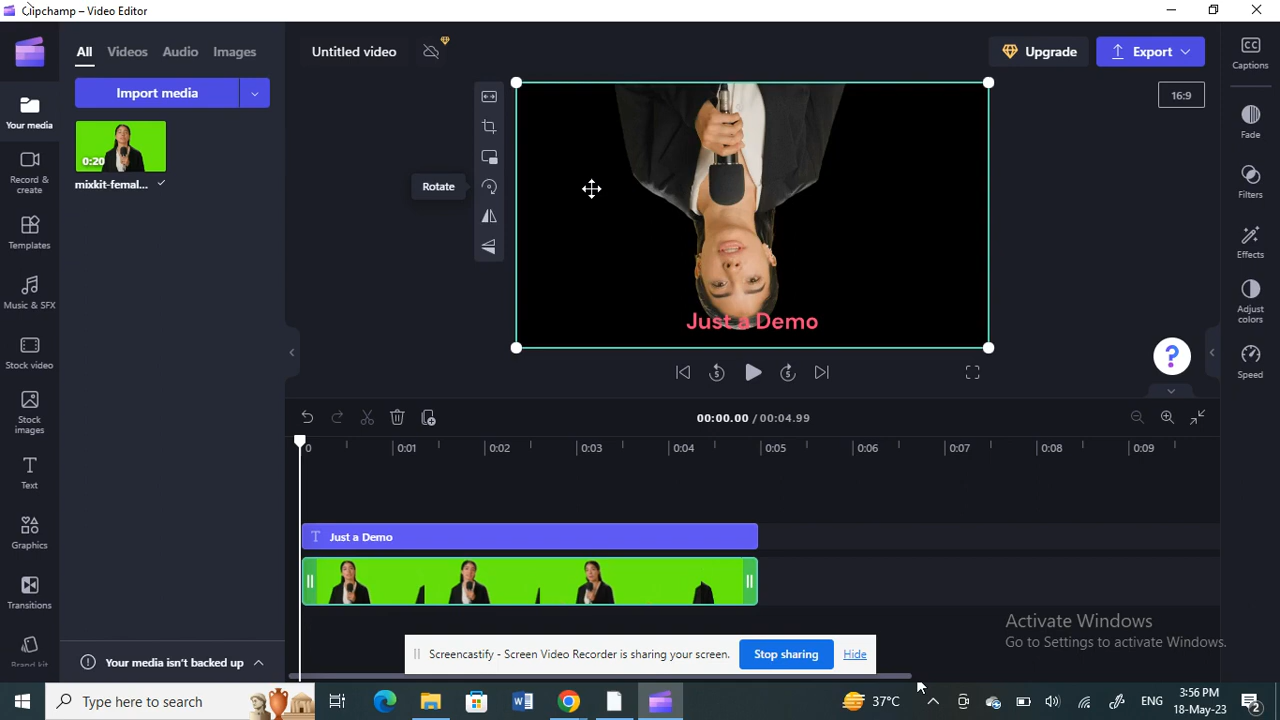 Clipchamp – Video Editor
All Videos Audio Images
Import media
0:20
mixkit-femal...
Your media
Record & create
Templates
Music & SFX
Stock video
Stock images
Text
Graphics
Transitions
Brand kit
Your media isn't backed up
Untitled video
Upgrade
Export
16:9
Rotate
Just a Demo
5 5
?
Captions
Fade
Filters
Effects
Adjust colors
Speed
00:00.00 / 00:04.99
0 0:01 0:02 0:03 0:04 0:05 0:06 0:07 0:08 0:09
T Just a Demo
Activate Windows
Go to Settings to activate Windows.
Screencastify - Screen Video Recorder is sharing your screen. Stop sharing Hide
Type here to search
37°C
ENG
3:56 PM
18-May-23
2